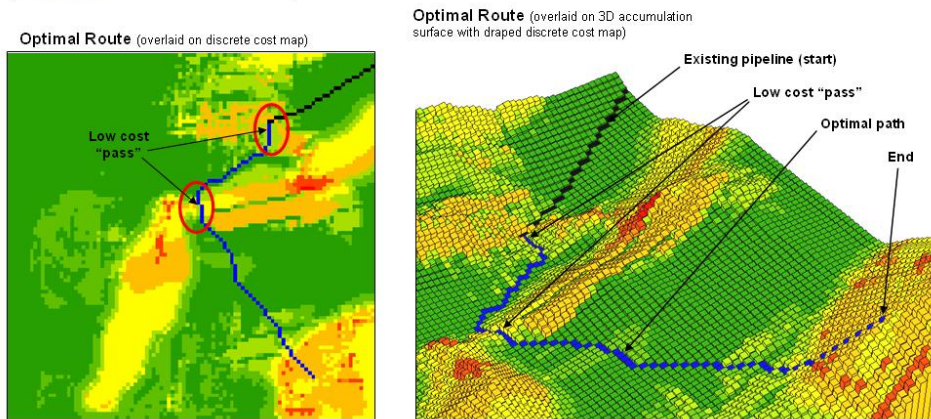 Optimal Route (overlaid on discrete cost map)
Low cost
"pass"
Optimal Route (overlaid on 3D accumulation
surface with draped discrete cost map)
Existing pipeline (start)
Low cost "pass"
Optimal path
End